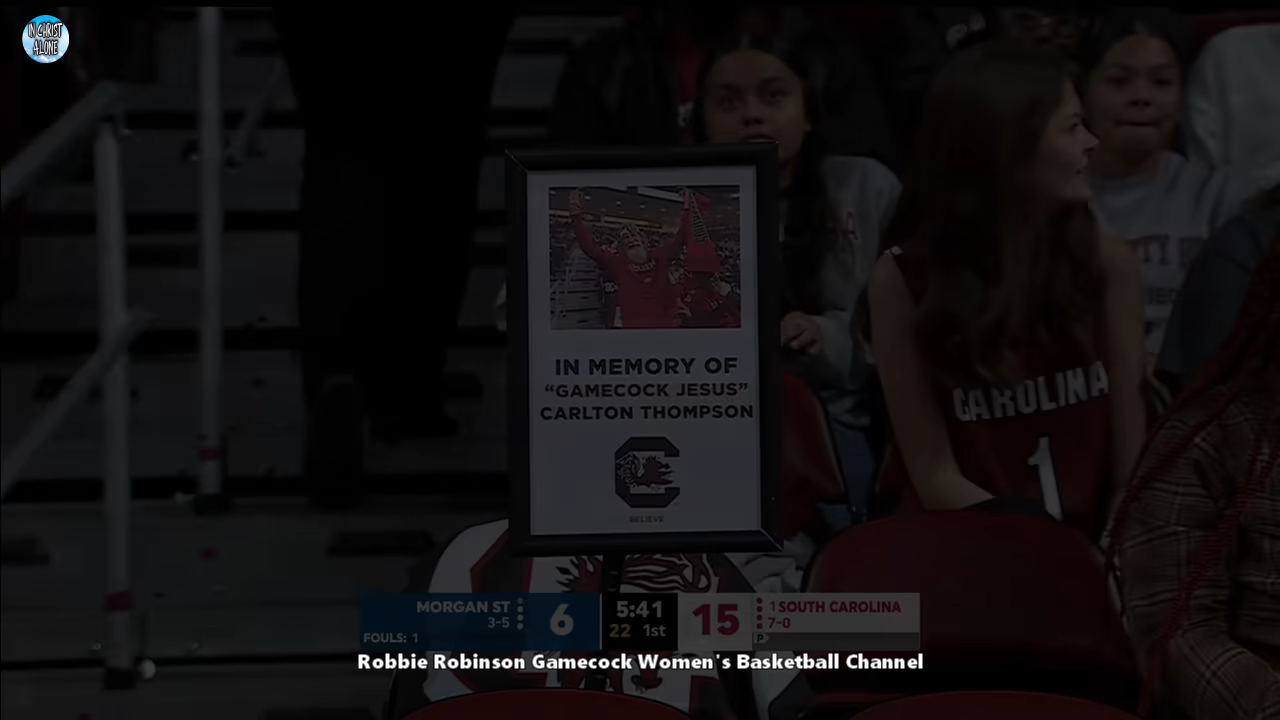 IN CHRIST
ALONE
IN MEMORY OF
“GAMECOCK JESUS”
CARLTON THOMPSON
BELIEVE
CAROLINA
1
MORGAN ST
3-5
FOULS: 1
6
5:41
22 1st
15
1 SOUTH CAROLINA
7-0
P
Robbie Robinson Gamecock Women's Basketball Channel